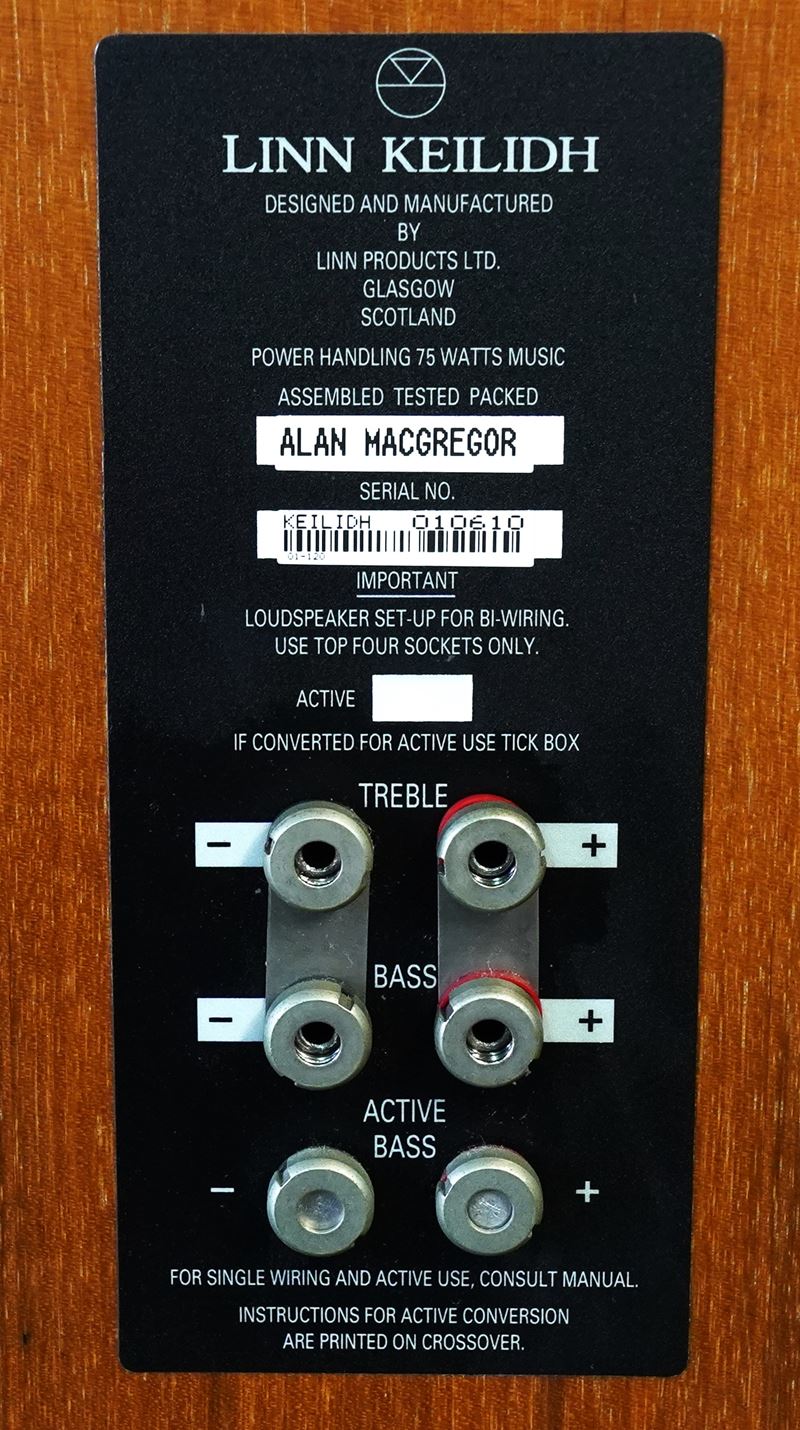 LINN KEILIDH
DESIGNED AND MANUFACTURED
BY
LINN PRODUCTS LTD.
GLASGOW
SCOTLAND
POWER HANDLING 75 WATTS MUSIC
ASSEMBLED TESTED PACKED
ALAN MACGREGOR
SERIAL NO.
KEILIDH 010610
01-120
IMPORTANT
LOUDSPEAKER SET-UP FOR BI-WIRING.
USE TOP FOUR SOCKETS ONLY.
ACTIVE
IF CONVERTED FOR ACTIVE USE TICK BOX
TREBLE
- +
BASS
- +
ACTIVE
BASS
- +
FOR SINGLE WIRING AND ACTIVE USE, CONSULT MANUAL.
INSTRUCTIONS FOR ACTIVE CONVERSION
ARE PRINTED ON CROSSOVER.